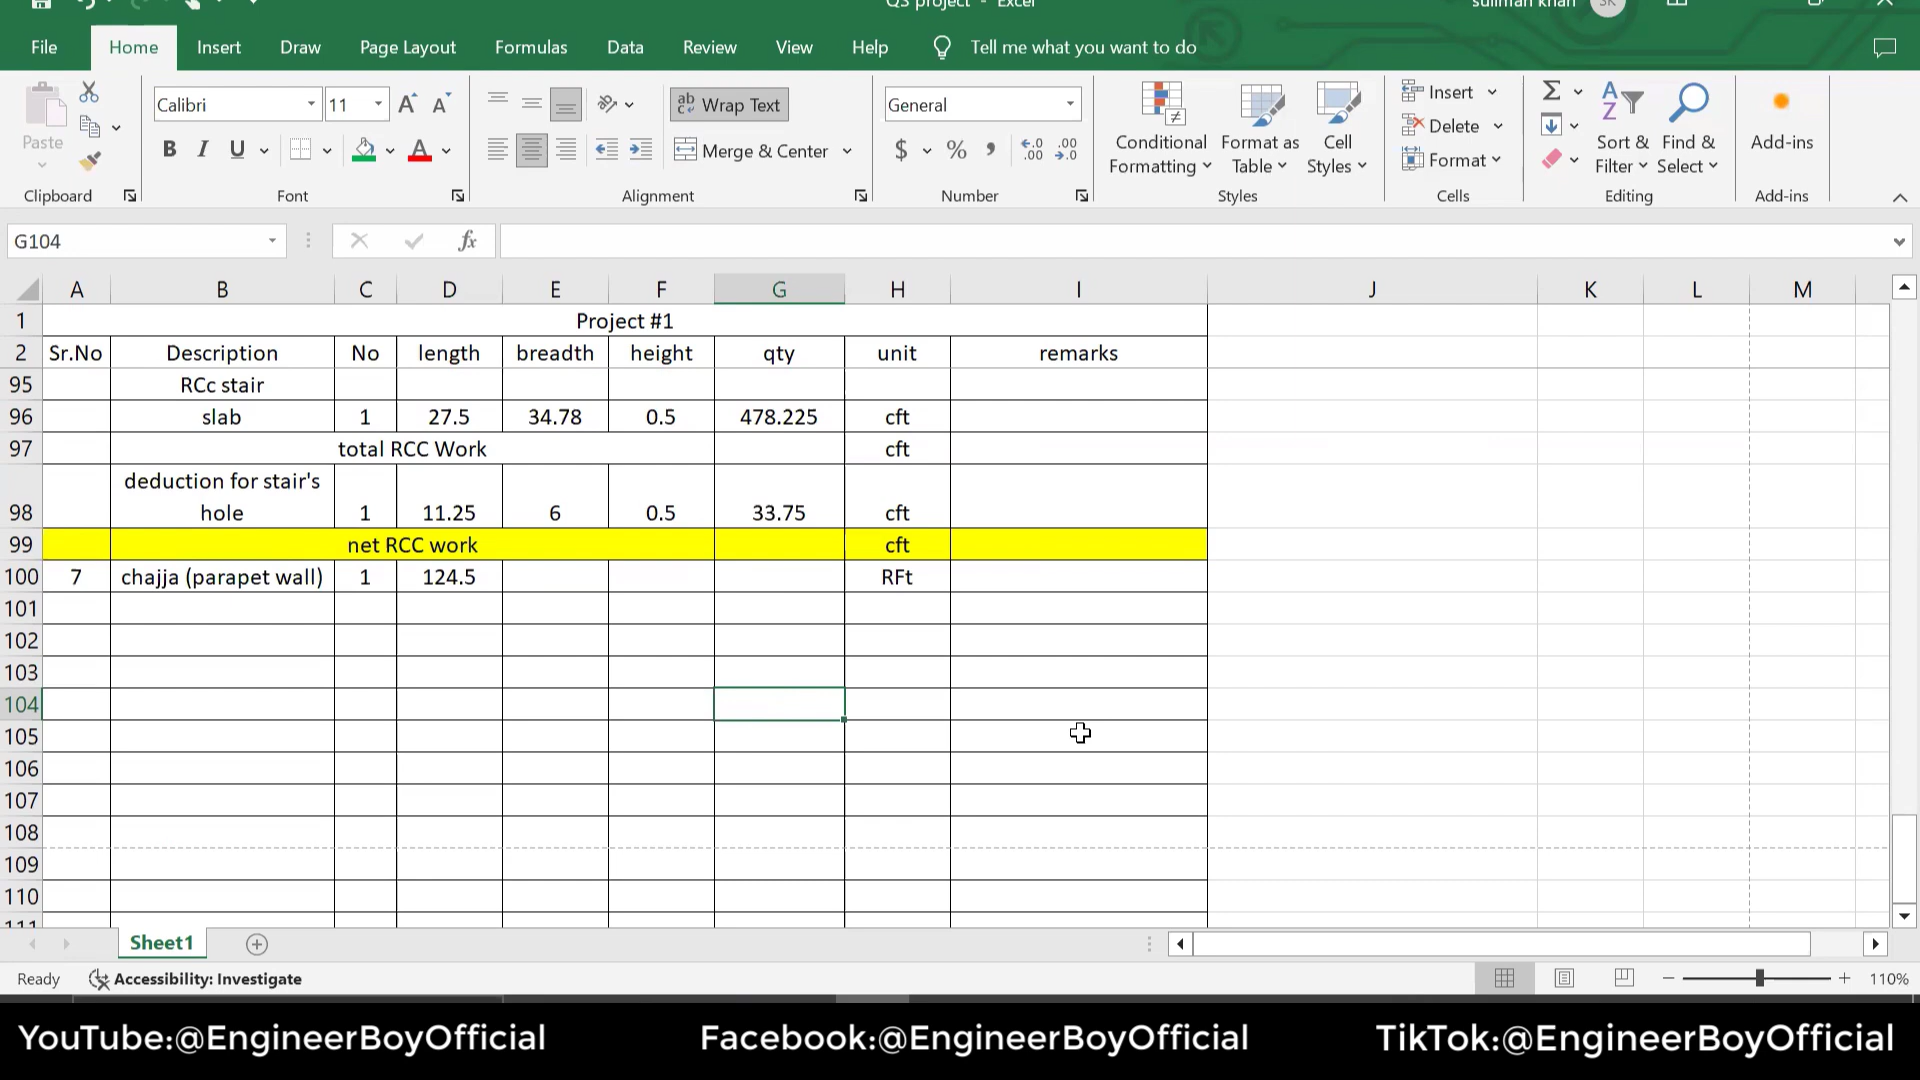 QS project - Excel
suliman khan SK
File Home Insert Draw Page Layout Formulas Data Review View Help Tell me what you want to do
Paste
Clipboard
Calibri 11
B I U
Font
Wrap Text
Merge & Center
Alignment
General
$ % ,
Number
Conditional Formatting
Format as Table
Cell Styles
Styles
Insert
Delete
Format
Cells
Sort & Filter
Find & Select
Editing
Add-ins
Add-ins
G104 fx
A B C D E F G H I J K L M
1 Project #1
2 Sr.No Description No length breadth height qty unit remarks
95 RCc stair
96 slab 1 27.5 34.78 0.5 478.225 cft
97 total RCC Work cft
deduction for stair's
98 hole 1 11.25 6 0.5 33.75 cft
99 net RCC work cft
100 7 chajja (parapet wall) 1 124.5 RFt
101
102
103
104
105
106
107
108
109
110
111
Sheet1
Ready Accessibility: Investigate 110%
YouTube:@EngineerBoyOfficial Facebook:@EngineerBoyOfficial TikTok:@EngineerBoyOfficial